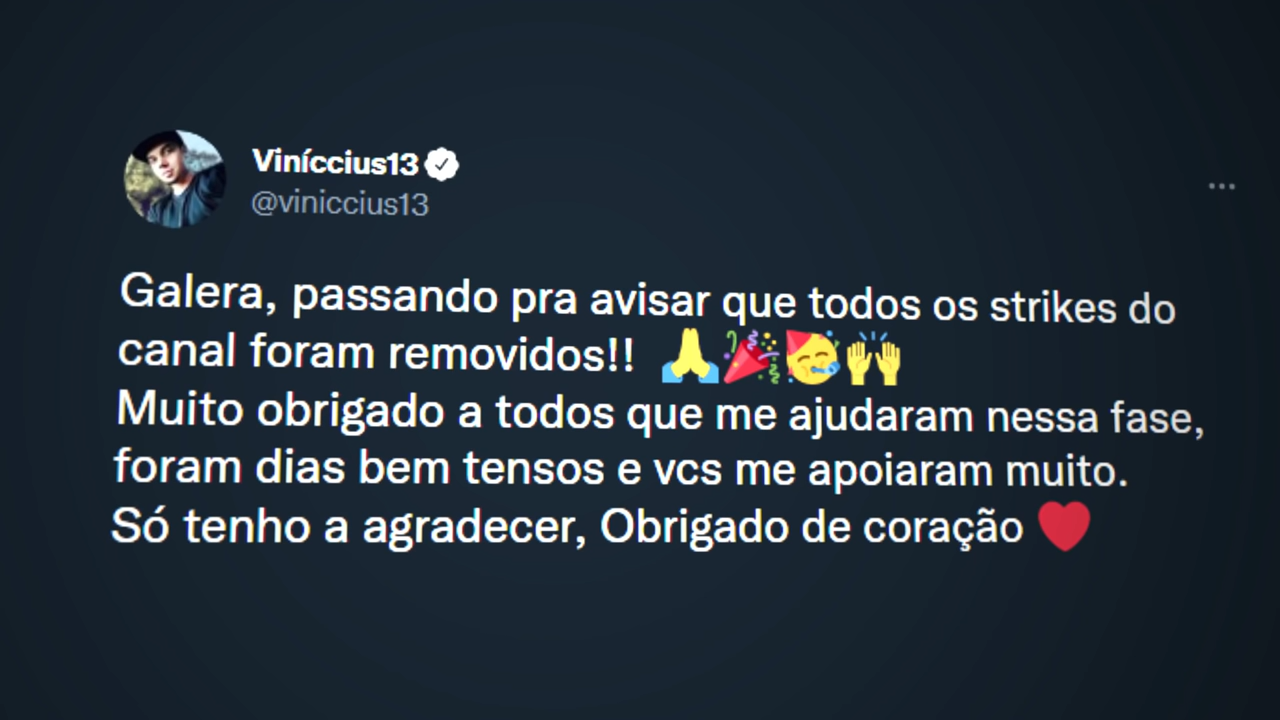 Viníccius13
@viniccius13
Galera, passando pra avisar que todos os strikes do
canal foram removidos!! 🙏🎉🥳🙌
Muito obrigado a todos que me ajudaram nessa fase,
foram dias bem tensos e vcs me apoiaram muito.
Só tenho a agradecer, Obrigado de coração ❤️